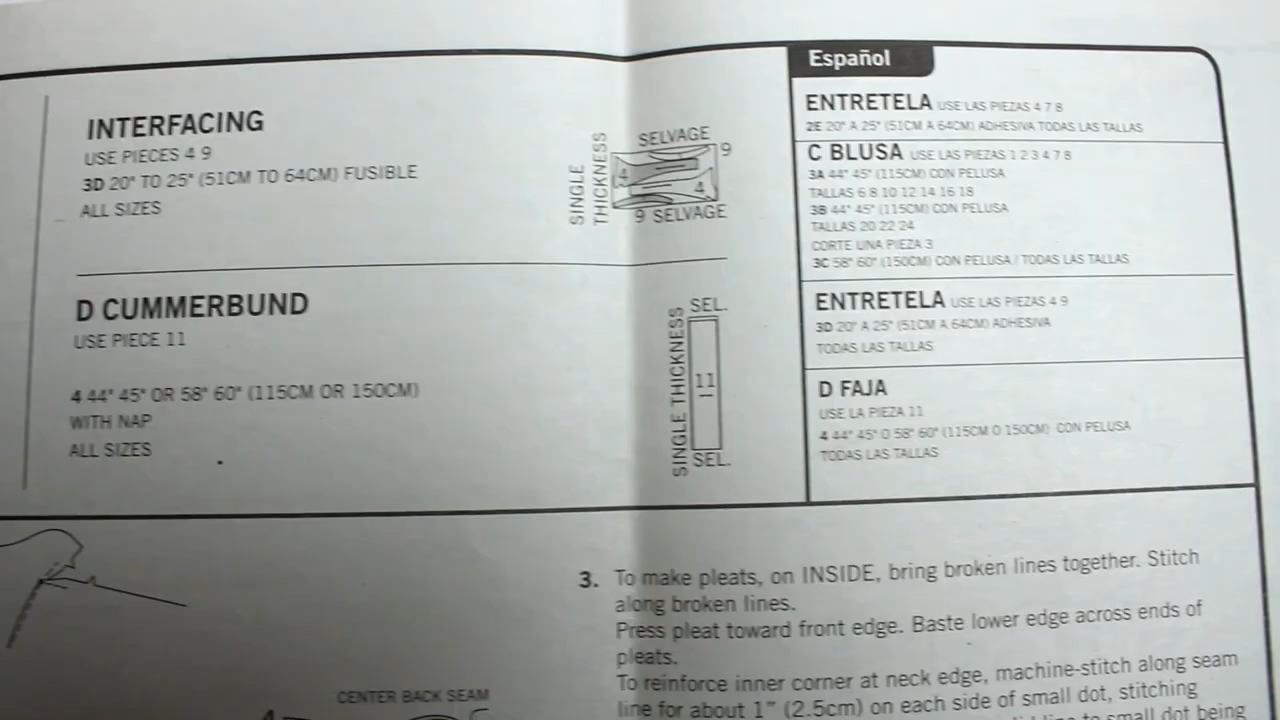 INTERFACING
USE PIECES 4 9
3D 20" TO 25" (51CM TO 64CM) FUSIBLE
ALL SIZES
SINGLE
THICKNESS
SELVAGE
9
4
4
9 SELVAGE
D CUMMERBUND
USE PIECE 11
4 44" 45" OR 58" 60" (115CM OR 150CM)
WITH NAP
ALL SIZES
SINGLE THICKNESS
SEL.
11
SEL.
Español
ENTRETELA USE LAS PIEZAS 4 7 8
2E 20" A 25" (51CM A 64CM) ADHESIVA TODAS LAS TALLAS
C BLUSA USE LAS PIEZAS 1 2 3 4 7 8
3A 44" 45" (115CM) CON PELUSA
TALLAS 6 8 10 12 14 16 18
3B 44" 45" (115CM) CON PELUSA
TALLAS 20 22 24
CORTE UNA PIEZA 3
3C 58" 60" (150CM) CON PELUSA / TODAS LAS TALLAS
ENTRETELA USE LAS PIEZAS 4 9
3D 20" A 25" (51CM A 64CM) ADHESIVA
TODAS LAS TALLAS
D FAJA
USE LA PIEZA 11
4 44" 45" O 58" 60" (115CM O 150CM) CON PELUSA
TODAS LAS TALLAS
3. To make pleats, on INSIDE, bring broken lines together. Stitch
along broken lines.
Press pleat toward front edge. Baste lower edge across ends of
pleats.
To reinforce inner corner at neck edge, machine-stitch along seam
line for about 1" (2.5cm) on each side of small dot, stitching
to small dot being
CENTER BACK SEAM